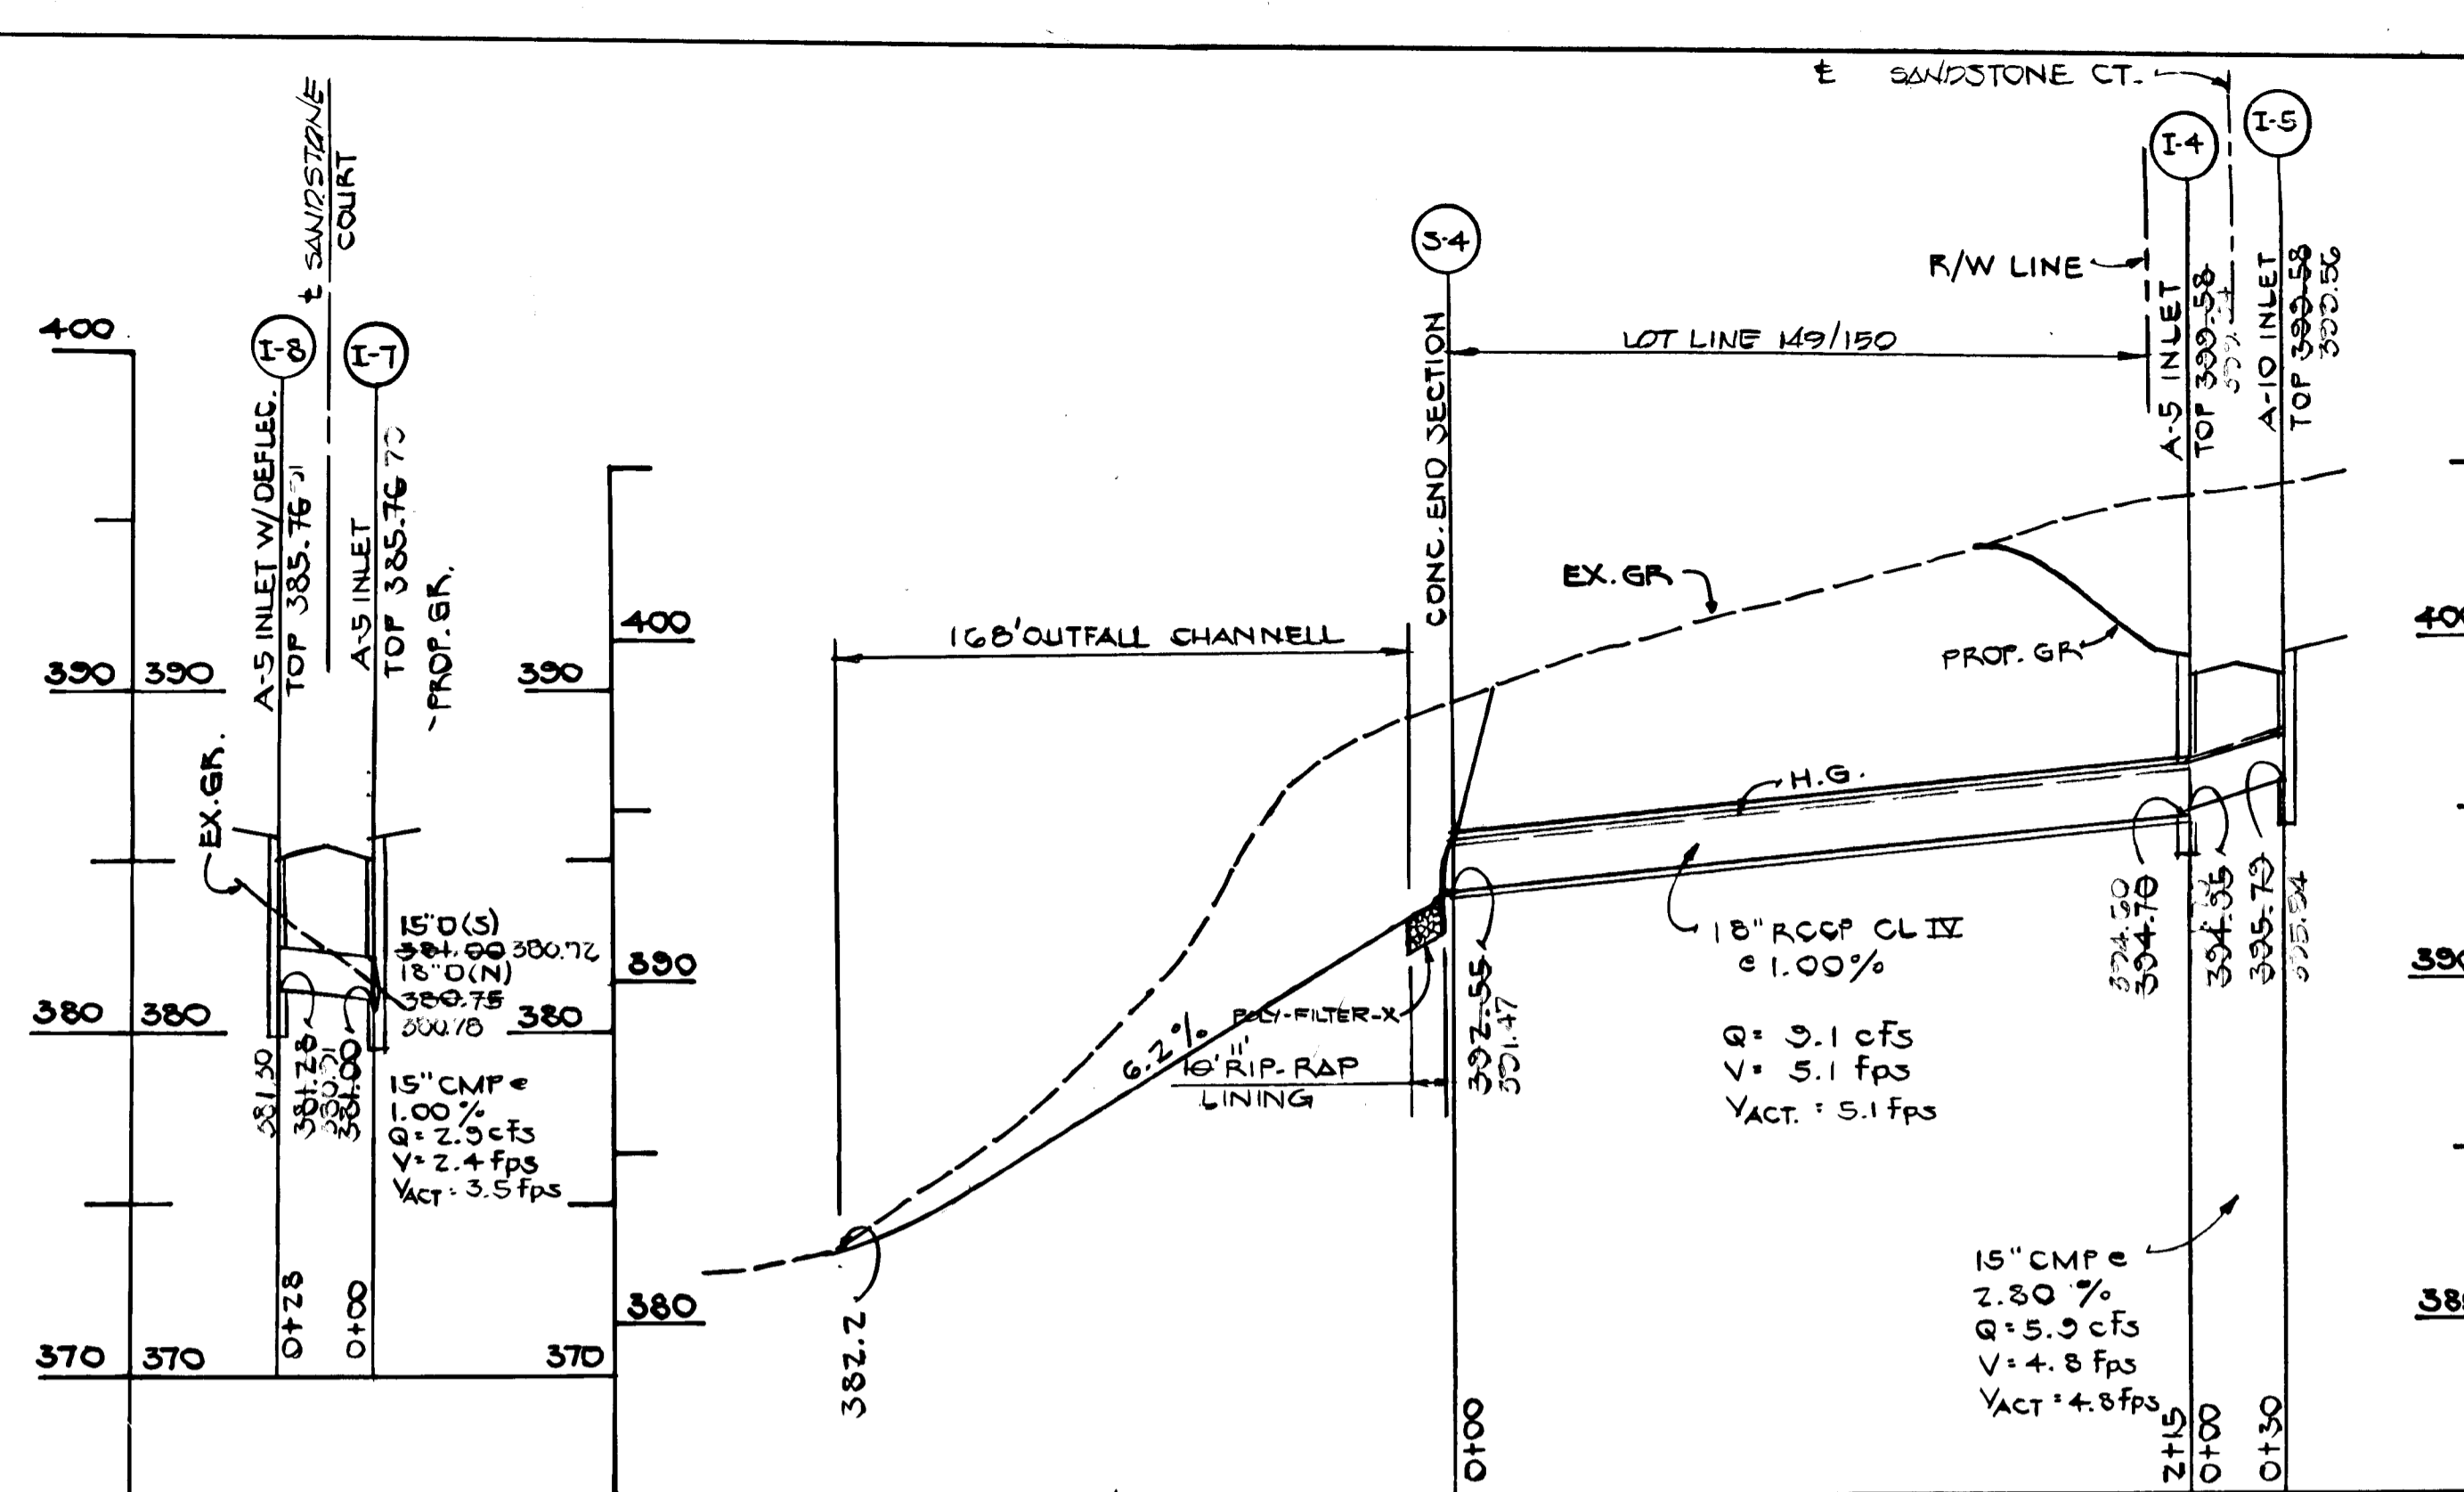 ℄ SANDSTONE COURT
I-8
I-7
A-5 INLET W/DEFLEC.
TOP 385.76
A-5 INLET
TOP 385.76
PROP. GR.
EX. GR.
400
390 390
380 380
370 370
15" D (S)
381.00 380.72
18" D (N)
380.75
380.78
381.30
381.28
381.00
15" CMP @
1.00 %
Q = 2.9 cfs
V = 2.4 fps
VACT = 3.5 fps
0+28
0+00
390
380
370
400
390
380
168' OUTFALL CHANNELL
S-4
CONC. END SECTION
LOT LINE 149/150
R/W LINE
℄ SANDSTONE CT.
I-4
I-5
A-5 INLET
TOP 399.58
A-10 INLET
TOP 399.58
399.56
EX. GR
PROP. GR
H.G.
18" RCCP CL IV
@ 1.00%
Q = 9.1 cfs
V = 5.1 fps
VACT. = 5.1 fps
6.2 %
POLY-FILTER-X
10' RIP-RAP
LINING
392.55
391.47
382.2
394.50
394.70
394.95
395.79
395.54
15" CMP @
2.80 %
Q = 5.9 cfs
V = 4.8 fps
VACT = 4.8 fps
0+00
2+15
0+00
0+30